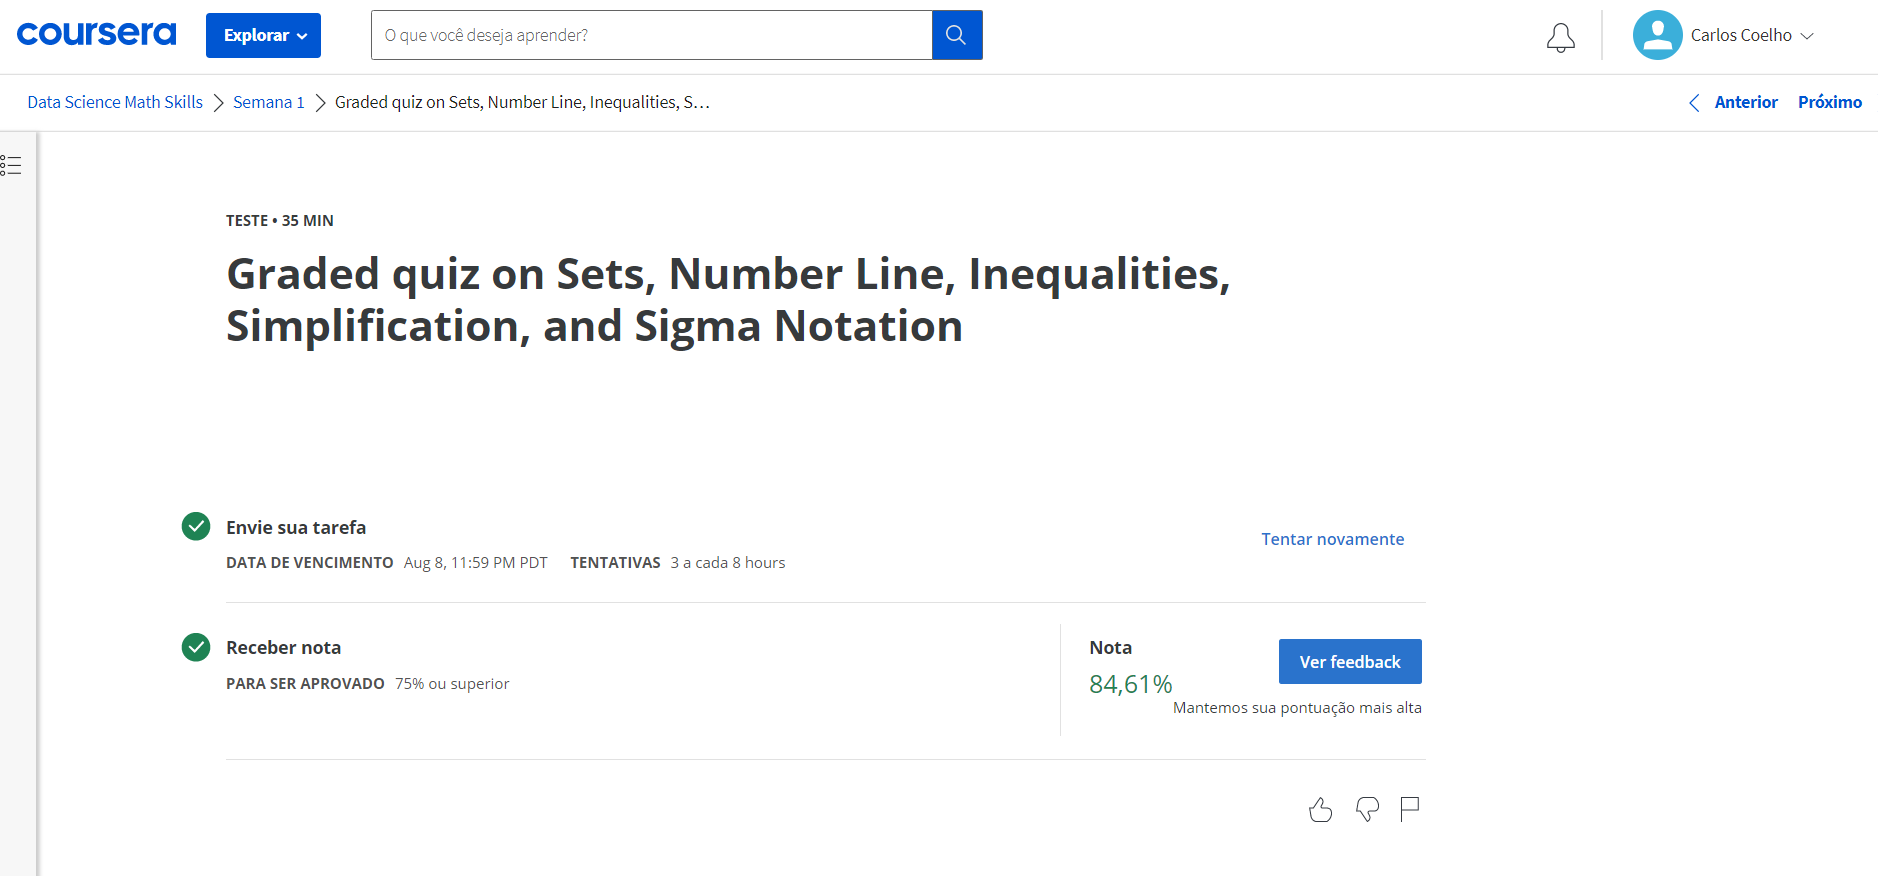 coursera
Explorar
O que você deseja aprender?
Carlos Coelho
Data Science Math Skills
Semana 1
Graded quiz on Sets, Number Line, Inequalities, S...
Anterior
Próximo
TESTE • 35 MIN
Graded quiz on Sets, Number Line, Inequalities,
Simplification, and Sigma Notation
Envie sua tarefa
Tentar novamente
DATA DE VENCIMENTO Aug 8, 11:59 PM PDT TENTATIVAS 3 a cada 8 hours
Receber nota
PARA SER APROVADO 75% ou superior
Nota
84,61%
Ver feedback
Mantemos sua pontuação mais alta